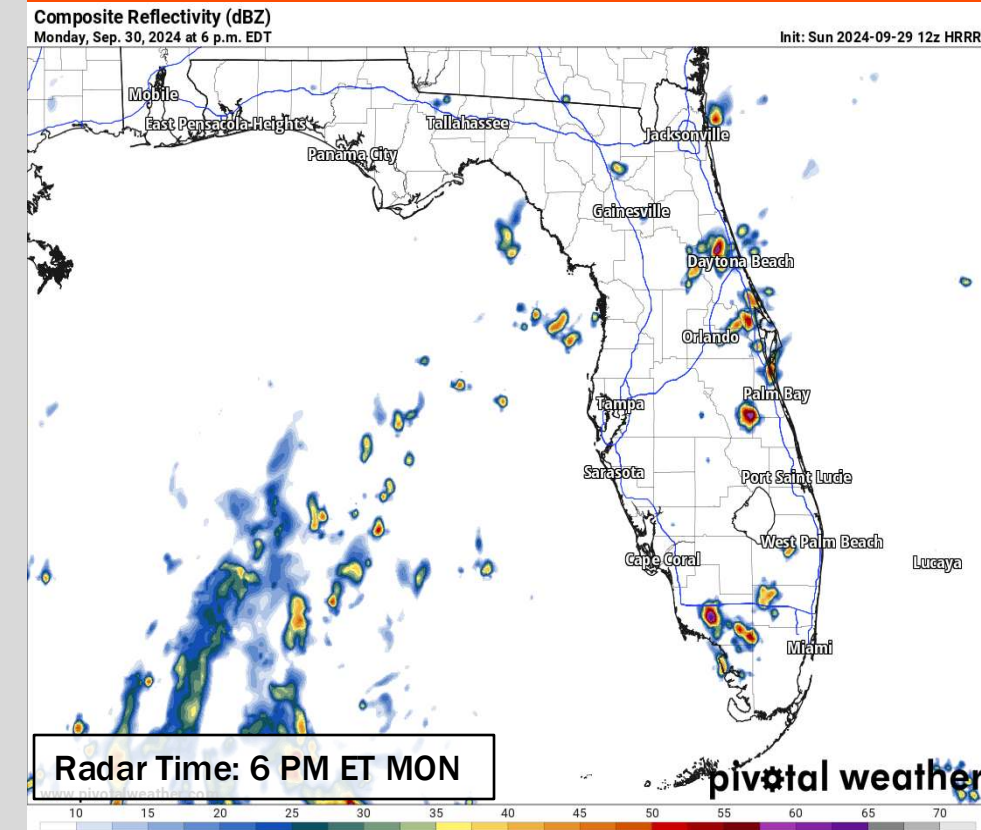 Composite Reflectivity (dBZ)
Monday, Sep. 30, 2024 at 6 p.m. EDT
Init: Sun 2024-09-29 12z HRRR
Mobile
East Pensacola Heights
Tallahassee
Jacksonville
Panama City
Gainesville
Daytona Beach
Orlando
Palm Bay
Tampa
Sarasota
Port Saint Lucie
West Palm Beach
Cape Coral
Lucaya
Miami
Radar Time: 6 PM ET MON
pivotal weather
www.pivotalweather.com
10 15 20 25 30 35 40 45 50 55 60 65 70